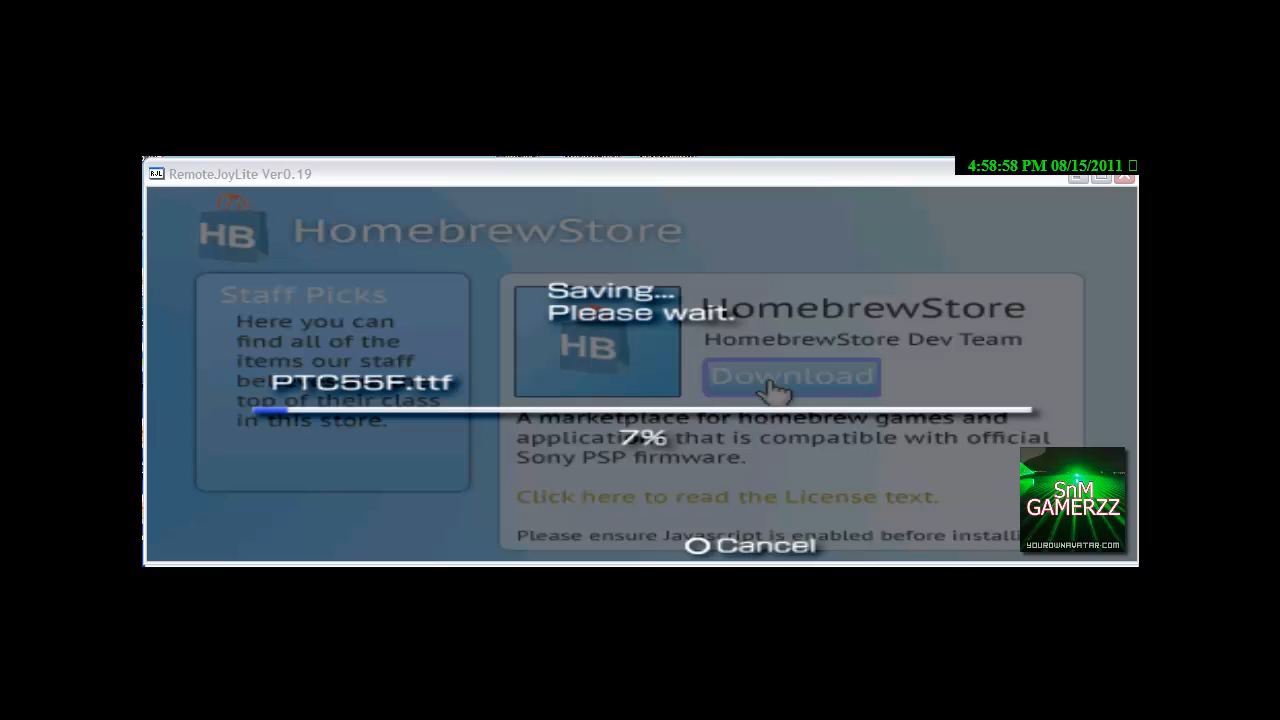 4:58:58 PM 08/15/2011
RJL RemoteJoyLite Ver0.19
HB HomebrewStore
Staff Picks
Here you can
find all of the
items our staff
top of their class
in this store.
Saving...
Please wait.
PTC55F.ttf
7%
HB
HomebrewStore
HomebrewStore Dev Team
Download
A marketplace for homebrew games and
application that is compatible with official
Sony PSP firmware.
Click here to read the License text.
Please ensure Javascript is enabled before installi
O Cancel
SnM
GAMERZZ
YOUROWNAVATAR.COM